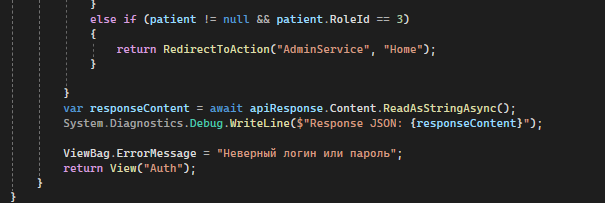 }
else if (patient != null && patient.RoleId == 3)
{
return RedirectToAction("AdminService", "Home");
}
}
var responseContent = await apiResponse.Content.ReadAsStringAsync();
System.Diagnostics.Debug.WriteLine($"Response JSON: {responseContent}");
ViewBag.ErrorMessage = "Неверный логин или пароль";
return View("Auth");
}
}